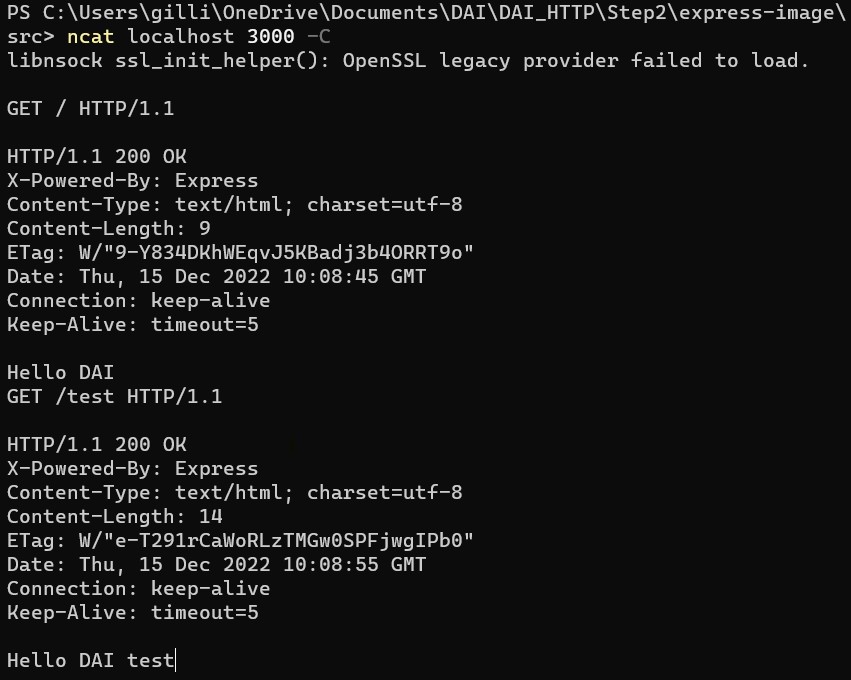 PS C:\Users\gilli\OneDrive\Documents\DAI\DAI_HTTP\Step2\express-image\
src> ncat localhost 3000 -C
libnsock ssl_init_helper(): OpenSSL legacy provider failed to load.
GET / HTTP/1.1
HTTP/1.1 200 OK
X-Powered-By: Express
Content-Type: text/html; charset=utf-8
Content-Length: 9
ETag: W/"9-Y834DKhWEqvJ5KBadj3b4ORRT9o"
Date: Thu, 15 Dec 2022 10:08:45 GMT
Connection: keep-alive
Keep-Alive: timeout=5
Hello DAI
GET /test HTTP/1.1
HTTP/1.1 200 OK
X-Powered-By: Express
Content-Type: text/html; charset=utf-8
Content-Length: 14
ETag: W/"e-T291rCaWoRLzTMGw0SPFjwgIPb0"
Date: Thu, 15 Dec 2022 10:08:55 GMT
Connection: keep-alive
Keep-Alive: timeout=5
Hello DAI test